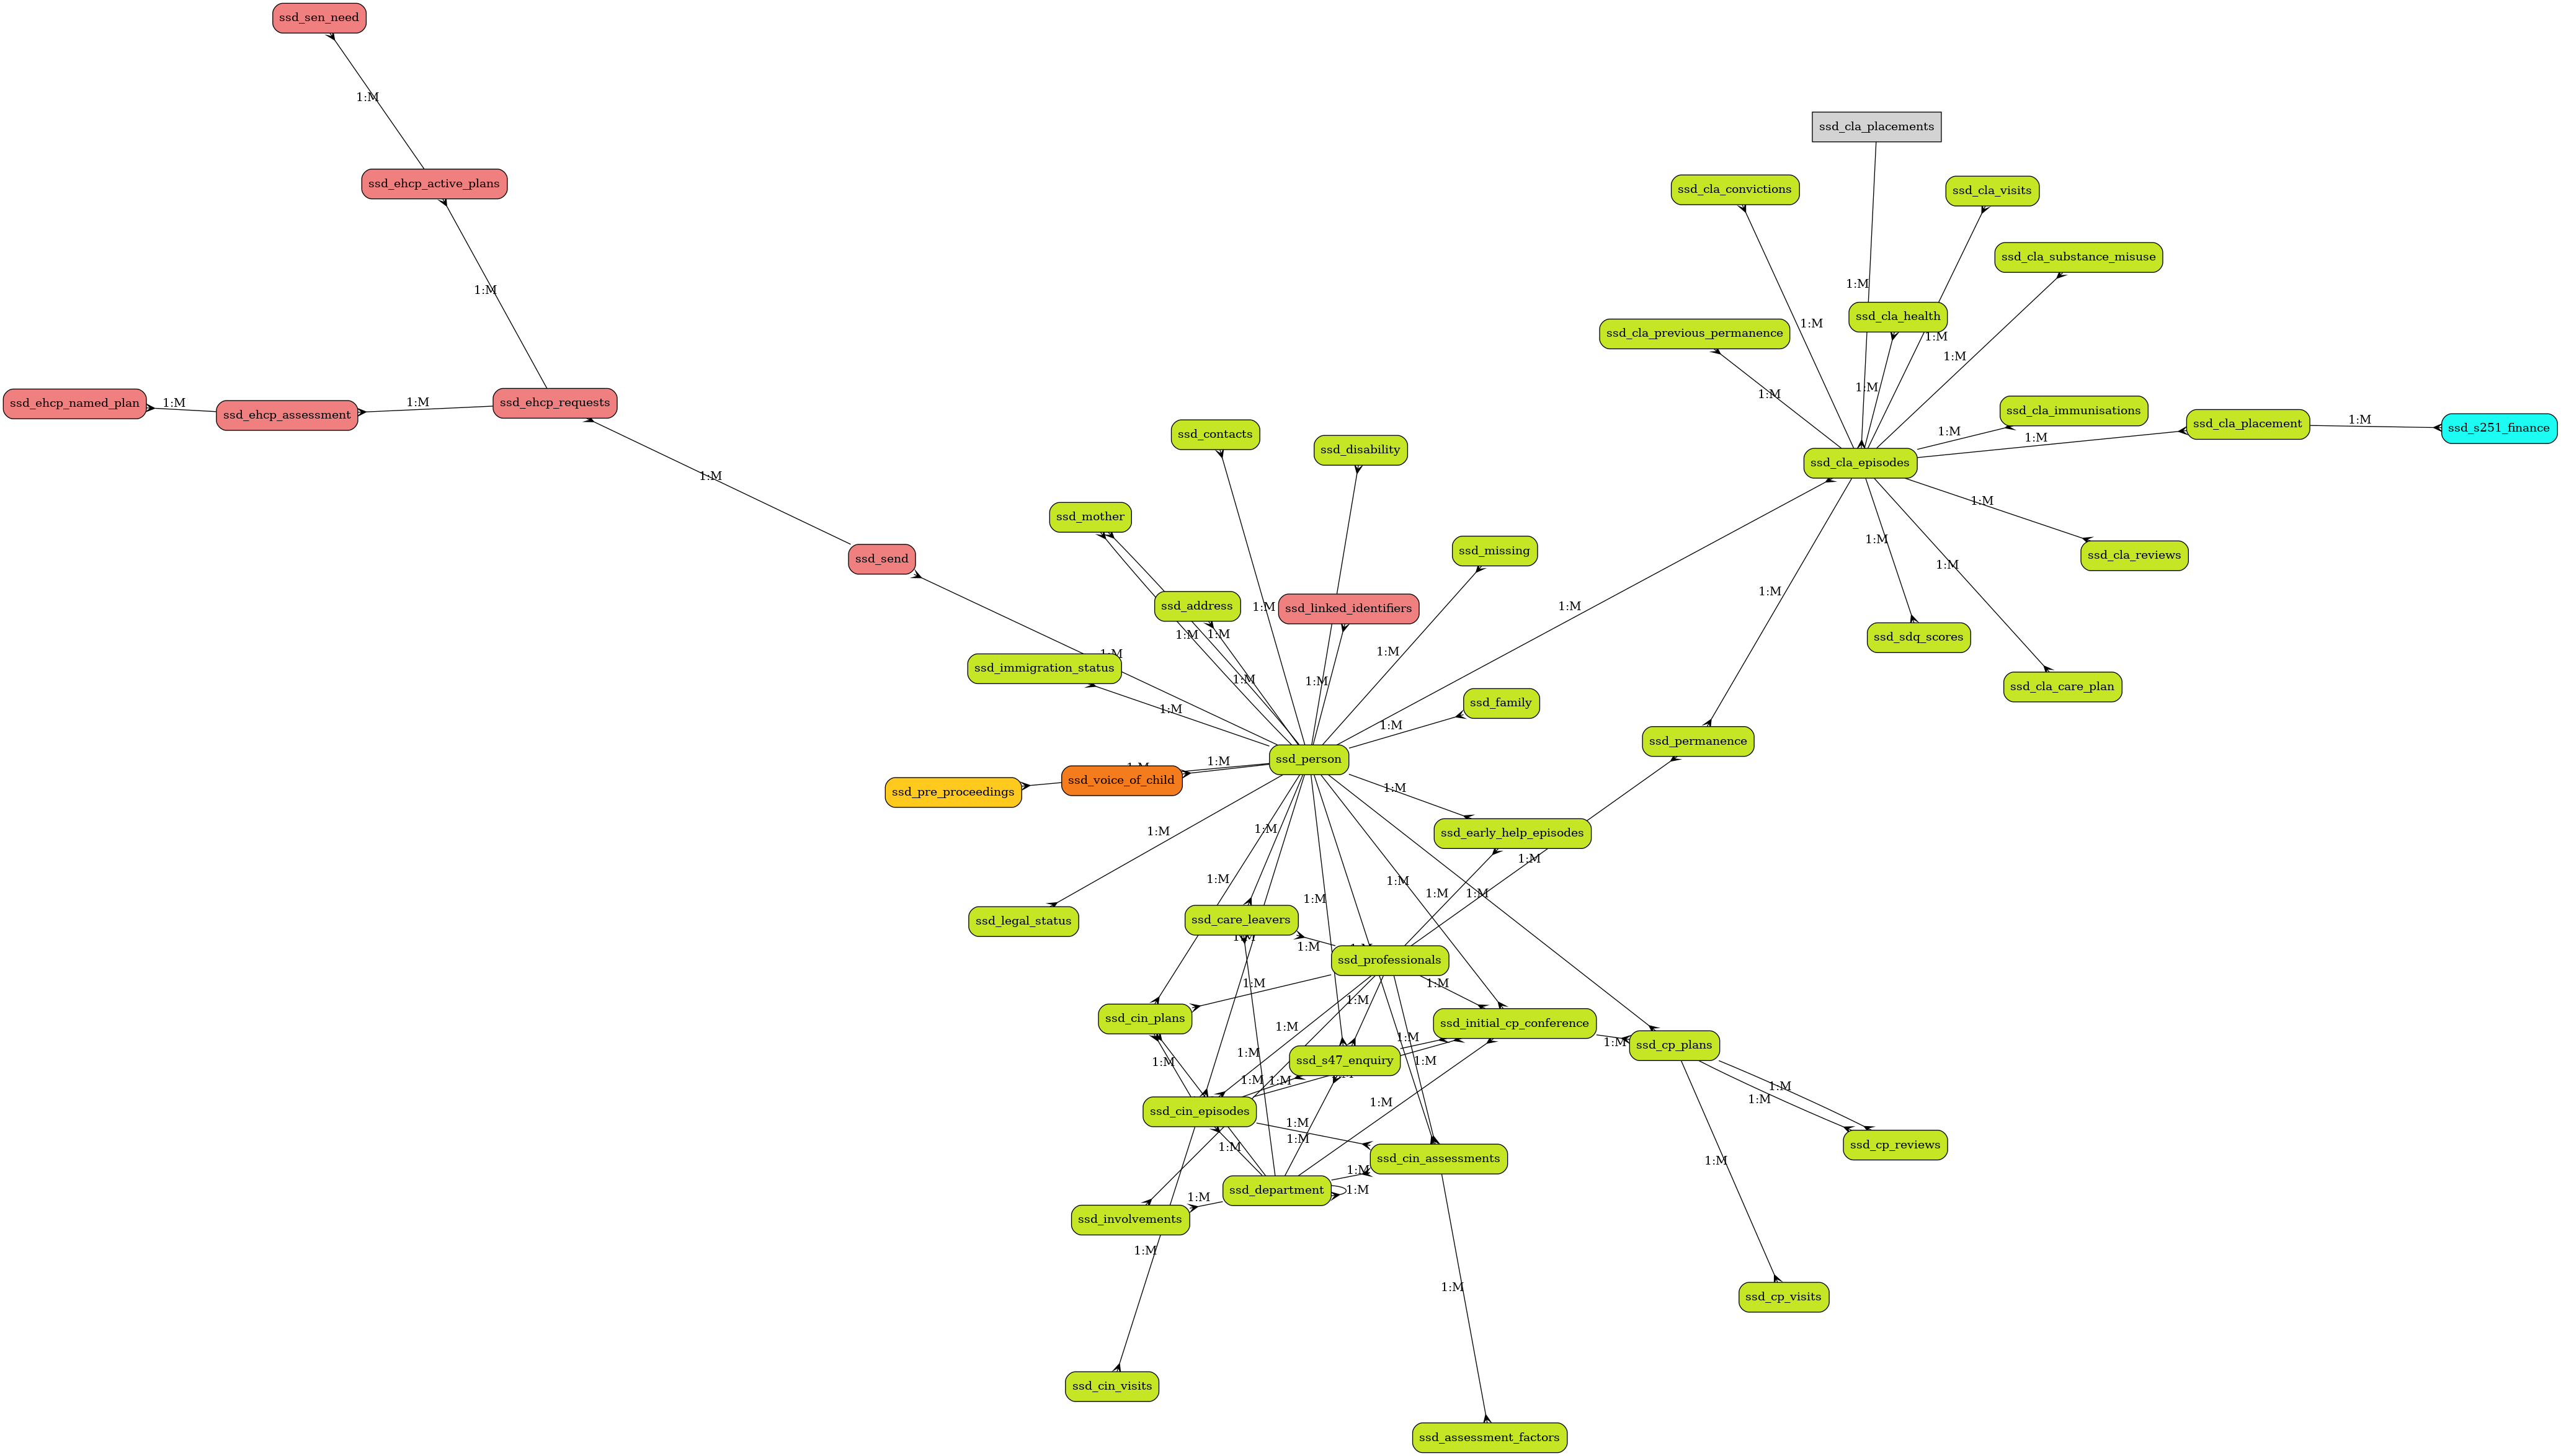 ssd_sen_need
1:M
ssd_cla_placements
ssd_ehcp_active_plans
ssd_cla_convictions
ssd_cla_visits
ssd_cla_substance_misuse
1:M
1:M
ssd_cla_health
1:M
ssd_cla_previous_permanence
1:M
1:M
1:M
1:M
ssd_ehcp_named_plan
1:M
ssd_ehcp_assessment
1:M
ssd_ehcp_requests
ssd_cla_immunisations
ssd_cla_placement
1:M
ssd_s251_finance
1:M
1:M
ssd_contacts
ssd_disability
ssd_cla_episodes
1:M
1:M
ssd_mother
ssd_missing
1:M
ssd_cla_reviews
ssd_send
1:M
1:M
ssd_address
1:M
ssd_linked_identifiers
1:M
1:M
1:M
ssd_sdq_scores
1:M
1:M
ssd_immigration_status
1:M
1:M
ssd_cla_care_plan
1:M
ssd_family
1:M
ssd_permanence
ssd_person
1:M
1:M
ssd_voice_of_child
ssd_pre_proceedings
1:M
1:M
1:M
ssd_early_help_episodes
1:M
1:M
1:M
1:M
1:M
1:M
ssd_legal_status
ssd_care_leavers
1:M
1:M
1:M
ssd_professionals
1:M
1:M
1:M
ssd_cin_plans
ssd_initial_cp_conference
1:M
1:M
1:M
ssd_cp_plans
1:M
1:M
ssd_s47_enquiry
1:M
1:M
1:M
1:M
1:M
1:M
1:M
ssd_cin_episodes
1:M
1:M
1:M
ssd_cp_reviews
1:M
ssd_cin_assessments
1:M
1:M
ssd_department
1:M
1:M
ssd_involvements
1:M
1:M
ssd_cp_visits
ssd_cin_visits
ssd_assessment_factors